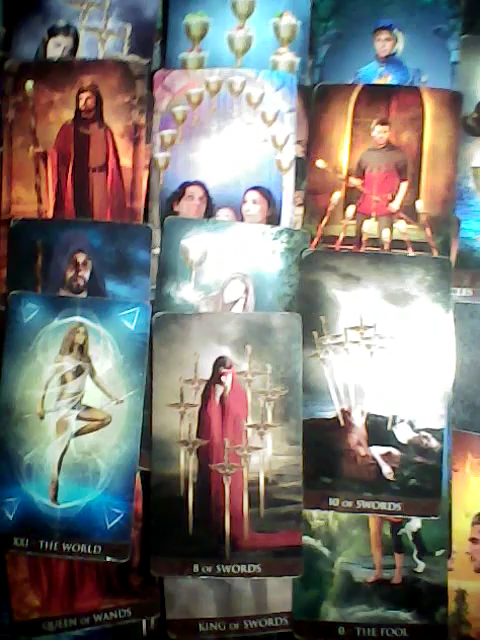 10 OF SWORDS
XXI - THE WORLD
8 OF SWORDS
QUEEN OF WANDS
KING OF SWORDS
0 - THE FOOL